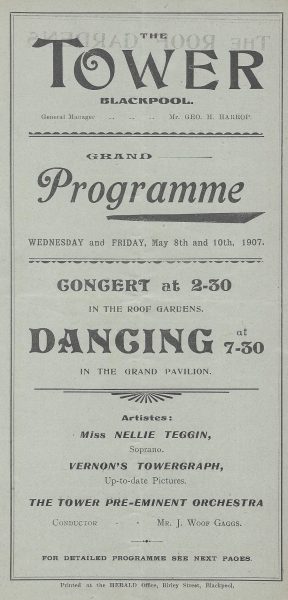 THE
TOWER
BLACKPOOL.
General Manager .. .. .. Mr. GEO. H. HARROP.
GRAND
Programme
WEDNESDAY and FRIDAY, May 8th and 10th, 1907.
CONCERT at 2-30
IN THE ROOF GARDENS.
DANCING at 7-30
IN THE GRAND PAVILION.
Artistes:
Miss NELLIE TEGGIN,
Soprano.
VERNON'S TOWERGRAPH,
Up-to-date Pictures.
THE TOWER PRE-EMINENT ORCHESTRA
CONDUCTOR - - MR. J. WOOF GAGGS.
FOR DETAILED PROGRAMME SEE NEXT PAGES.
Printed at the HERALD Office, Birley Street, Blackpool.